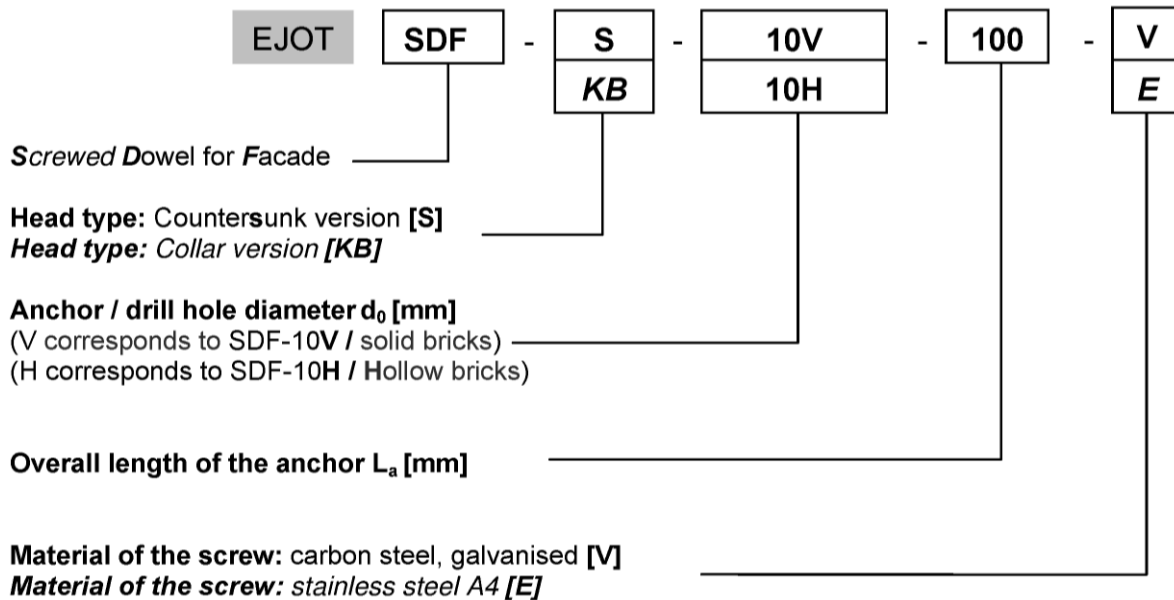 EJOT SDF - S - 10V - 100 - V
KB 10H E
Screwed Dowel for Facade
Head type: Countersunk version [S]
Head type: Collar version [KB]
Anchor / drill hole diameter d₀ [mm]
(V corresponds to SDF-10V / solid bricks)
(H corresponds to SDF-10H / Hollow bricks)
Overall length of the anchor Lₐ [mm]
Material of the screw: carbon steel, galvanised [V]
Material of the screw: stainless steel A4 [E]